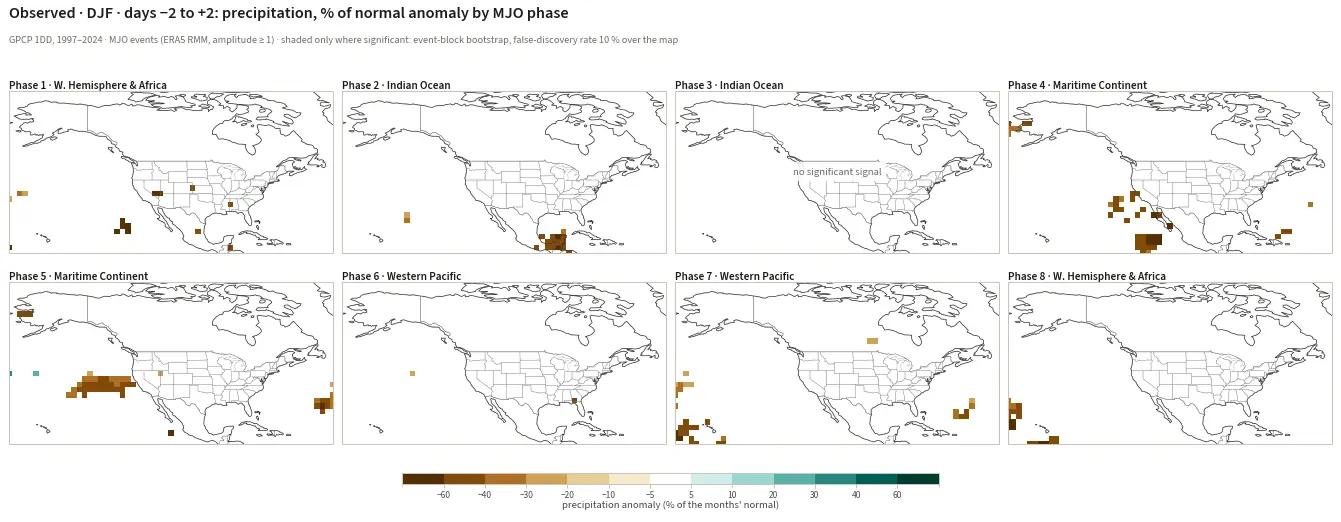 Observed · DJF · days −2 to +2: precipitation, % of normal anomaly by MJO phase
GPCP 1DD, 1997–2024 · MJO events (ERA5 RMM, amplitude ≥ 1) · shaded only where significant: event-block bootstrap, false-discovery rate 10 % over the map
Phase 1 · W. Hemisphere & Africa
Phase 2 · Indian Ocean
Phase 3 · Indian Ocean
Phase 4 · Maritime Continent
no significant signal
Phase 5 · Maritime Continent
Phase 6 · Western Pacific
Phase 7 · Western Pacific
Phase 8 · W. Hemisphere & Africa
−60 −40 −30 −20 −10 −5 5 10 20 30 40 60
precipitation anomaly (% of the months' normal)